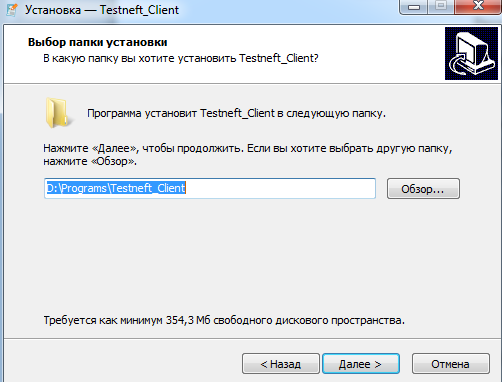 Установка — Testneft_Client
Выбор папки установки
В какую папку вы хотите установить Testneft_Client?
Программа установит Testneft_Client в следующую папку.
Нажмите «Далее», чтобы продолжить. Если вы хотите выбрать другую папку,
нажмите «Обзор».
D:\Programs\Testneft_Client
Обзор...
Требуется как минимум 354,3 Мб свободного дискового пространства.
< Назад
Далее >
Отмена